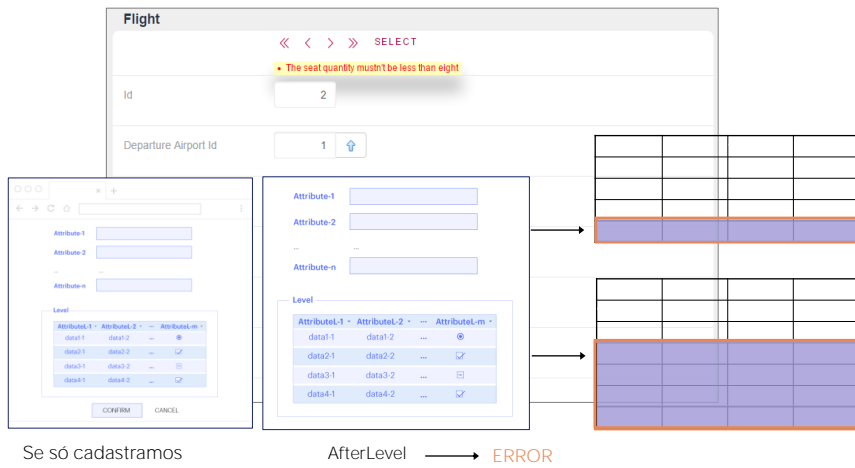 Flight
SELECT
• The seat quantity mustn't be less than eight
Id 2
Departure Airport Id 1
Attribute-1
Attribute-2
... ...
Attribute-n
Level
AttributeL-1 AttributeL-2 ... AttributeL-m
data1-1 data1-2 ...
data2-1 data2-2 ...
data3-1 data3-2 ...
data4-1 data4-2 ...
CONFIRM CANCEL
Attribute-1
Attribute-2
... ...
Attribute-n
Level
AttributeL-1 AttributeL-2 ... AttributeL-m
data1-1 data1-2 ...
data2-1 data2-2 ...
data3-1 data3-2 ...
data4-1 data4-2 ...
Se só cadastramos
AfterLevel ERROR